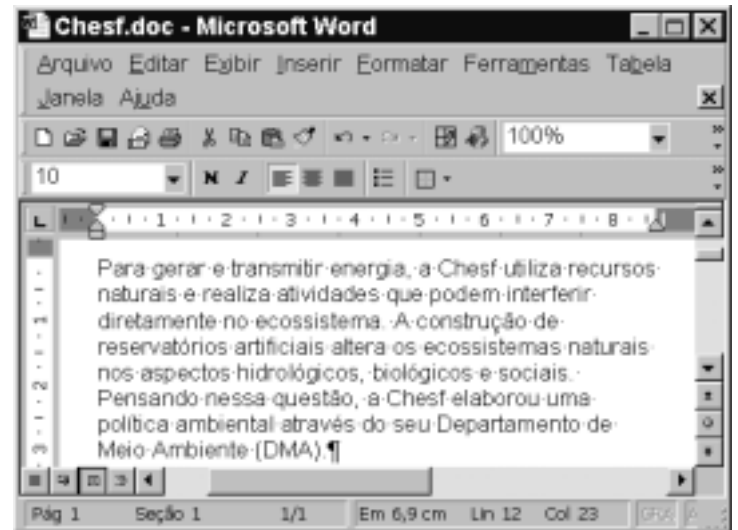 Chesf.doc - Microsoft Word
Arquivo Editar Exibir Inserir Formatar Ferramentas Tabela
Janela Ajuda
100%
10 N I
L 1 2 3 4 5 6 7 8
Para gerar e transmitir energia, a Chesf utiliza recursos
naturais e realiza atividades que podem interferir
diretamente no ecossistema. A construção de
reservatórios artificiais altera os ecossistemas naturais
nos aspectos hidrológicos, biológicos e sociais.
Pensando nessa questão, a Chesf elaborou uma
política ambiental através do seu Departamento de
Meio Ambiente (DMA).¶
1
2
3
Pág 1 Seção 1 1/1 Em 6,9 cm Lin 12 Col 23 GRA